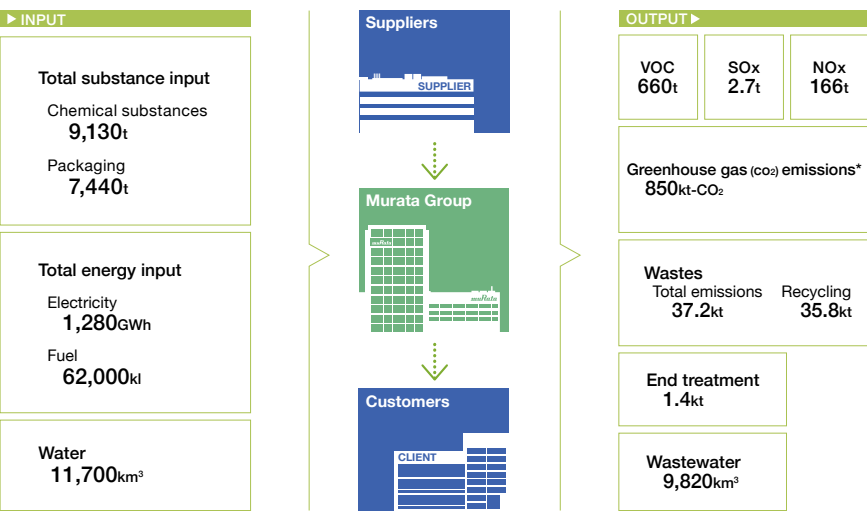 ▶ INPUT
Total substance input
Chemical substances
9,130t
Packaging
7,440t
Total energy input
Electricity
1,280GWh
Fuel
62,000kl
Water
11,700km³
Suppliers
SUPPLIER
Murata Group
muRata
muRata
Customers
CLIENT
OUTPUT ▶
VOC
660t
SOx
2.7t
NOx
166t
Greenhouse gas (CO₂) emissions*
850kt-CO₂
Wastes
Total emissions Recycling
37.2kt 35.8kt
End treatment
1.4kt
Wastewater
9,820km³